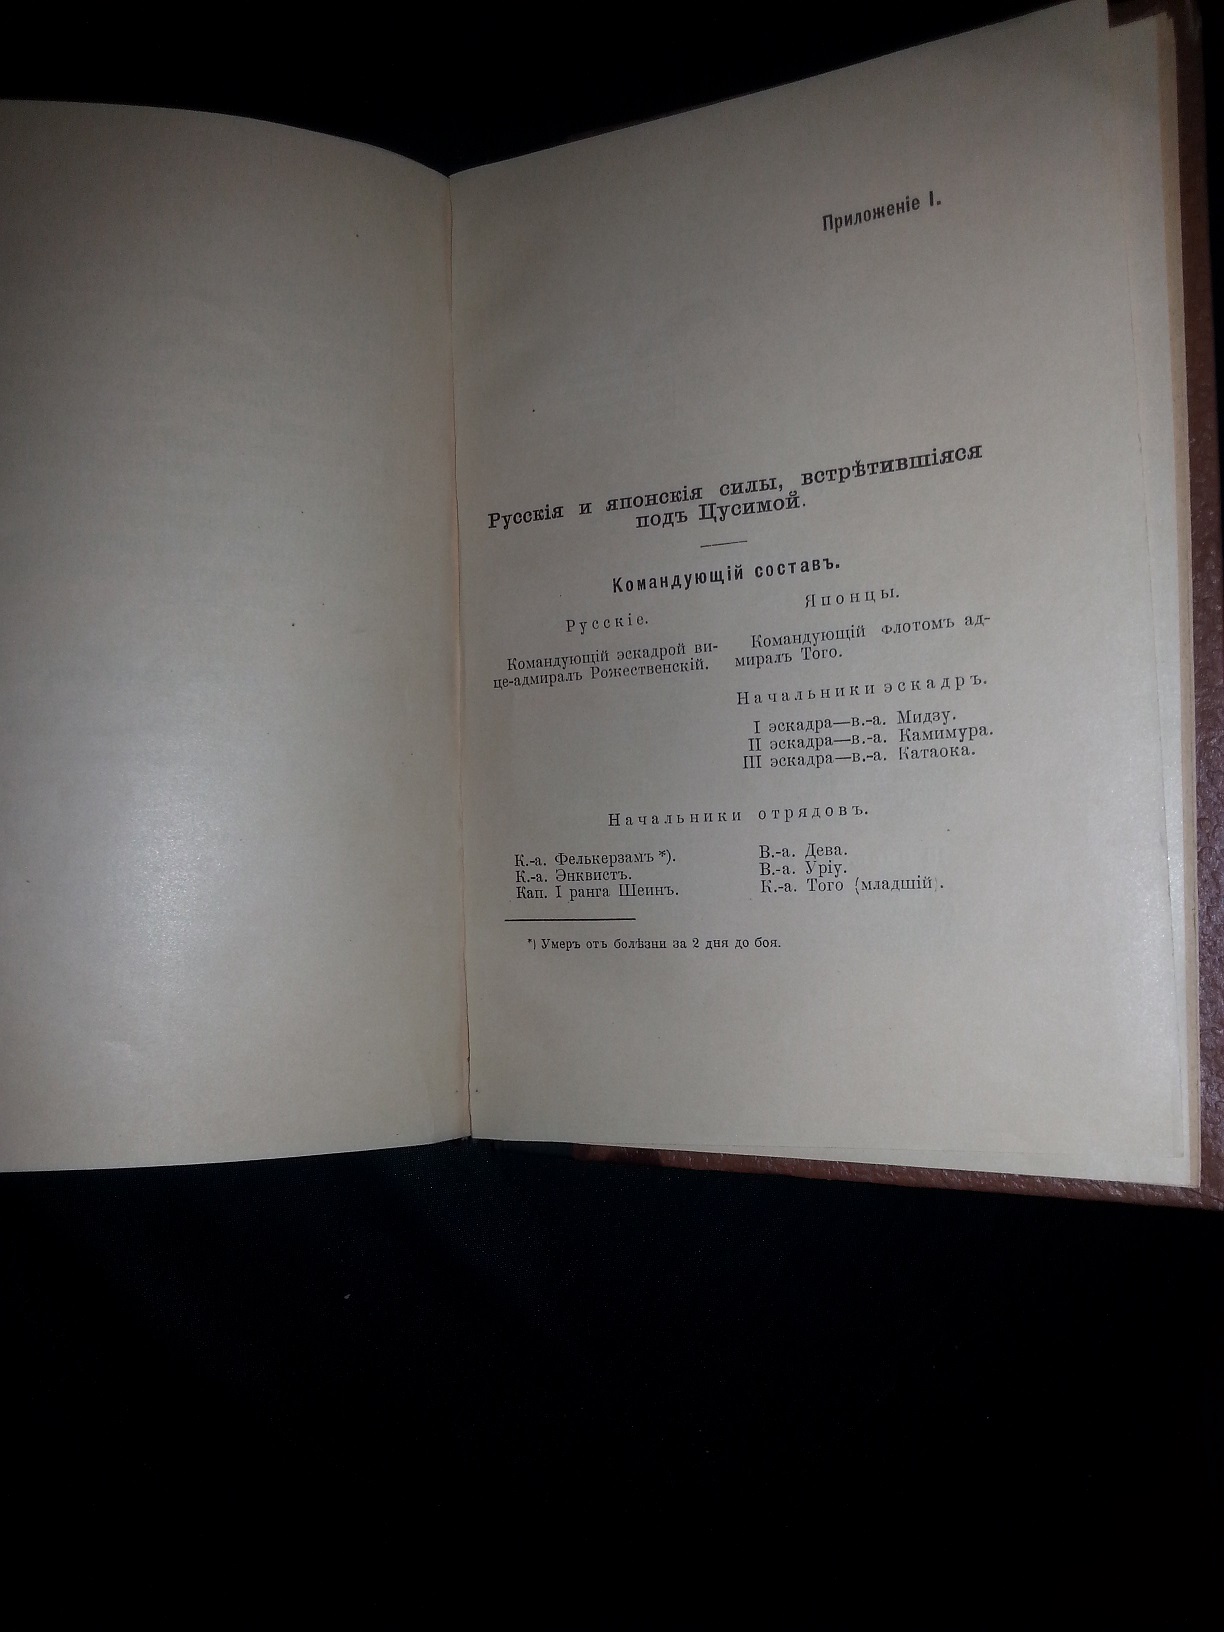 Приложеніе I.
Русскія и японскія силы, встрѣтившіяся
подъ Цусимой.
Командующій составъ.
Русскіе.
Японцы.
Командующій эскадрой ви-
це-адмиралъ Рожественскій.
Командующій флотомъ ад-
миралъ Того.
Начальники эскадръ.
I эскадра—в.-а. Мидзу.
II эскадра—в.-а. Камимура.
III эскадра—в.-а. Катаока.
Начальники отрядовъ.
К.-а. Фелькерзамъ *).
К.-а. Энквистъ.
Кап. I ранга Шеинъ.
В.-а. Дева.
В.-а. Уріу.
К.-а. Того (младшій).
*) Умеръ отъ болѣзни за 2 дня до боя.